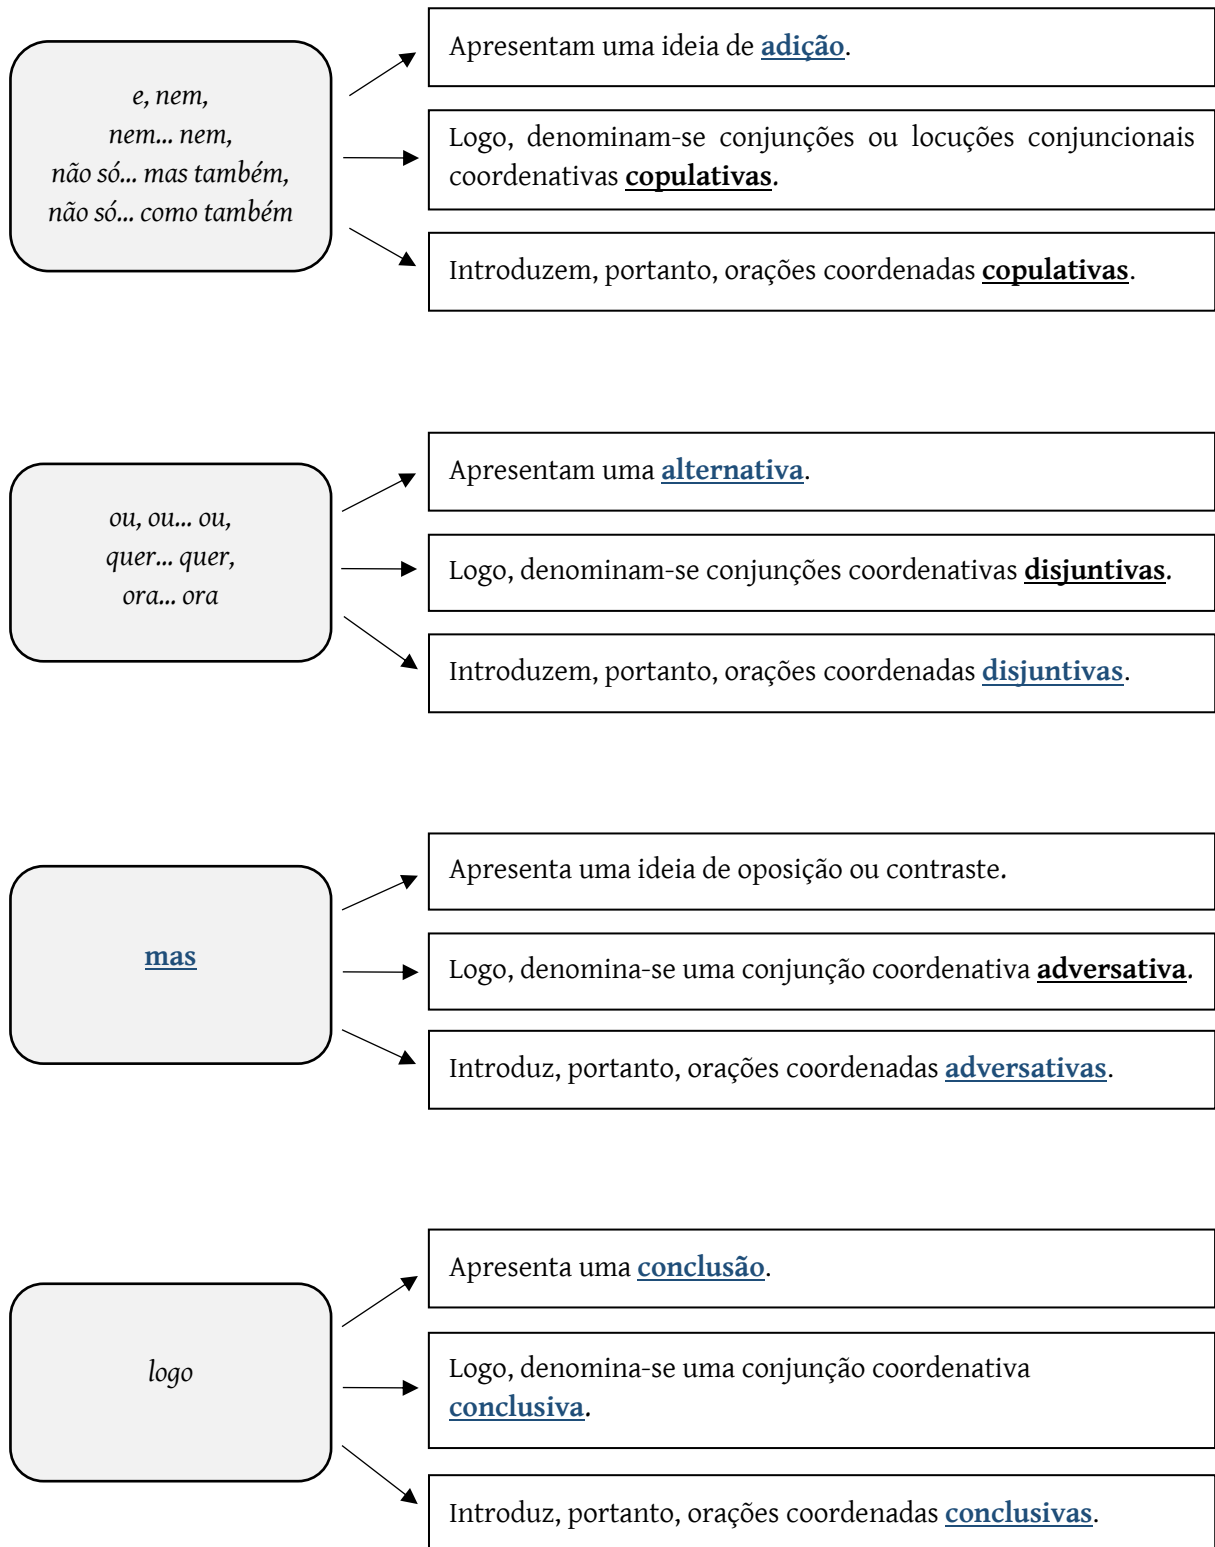 e, nem,
nem... nem,
não só... mas também,
não só... como também
Apresentam uma ideia de adição.
Logo, denominam-se conjunções ou locuções conjuncionais
coordenativas copulativas.
Introduzem, portanto, orações coordenadas copulativas.
ou, ou... ou,
quer... quer,
ora... ora
Apresentam uma alternativa.
Logo, denominam-se conjunções coordenativas disjuntivas.
Introduzem, portanto, orações coordenadas disjuntivas.
mas
Apresenta uma ideia de oposição ou contraste.
Logo, denomina-se uma conjunção coordenativa adversativa.
Introduz, portanto, orações coordenadas adversativas.
logo
Apresenta uma conclusão.
Logo, denomina-se uma conjunção coordenativa
conclusiva.
Introduz, portanto, orações coordenadas conclusivas.